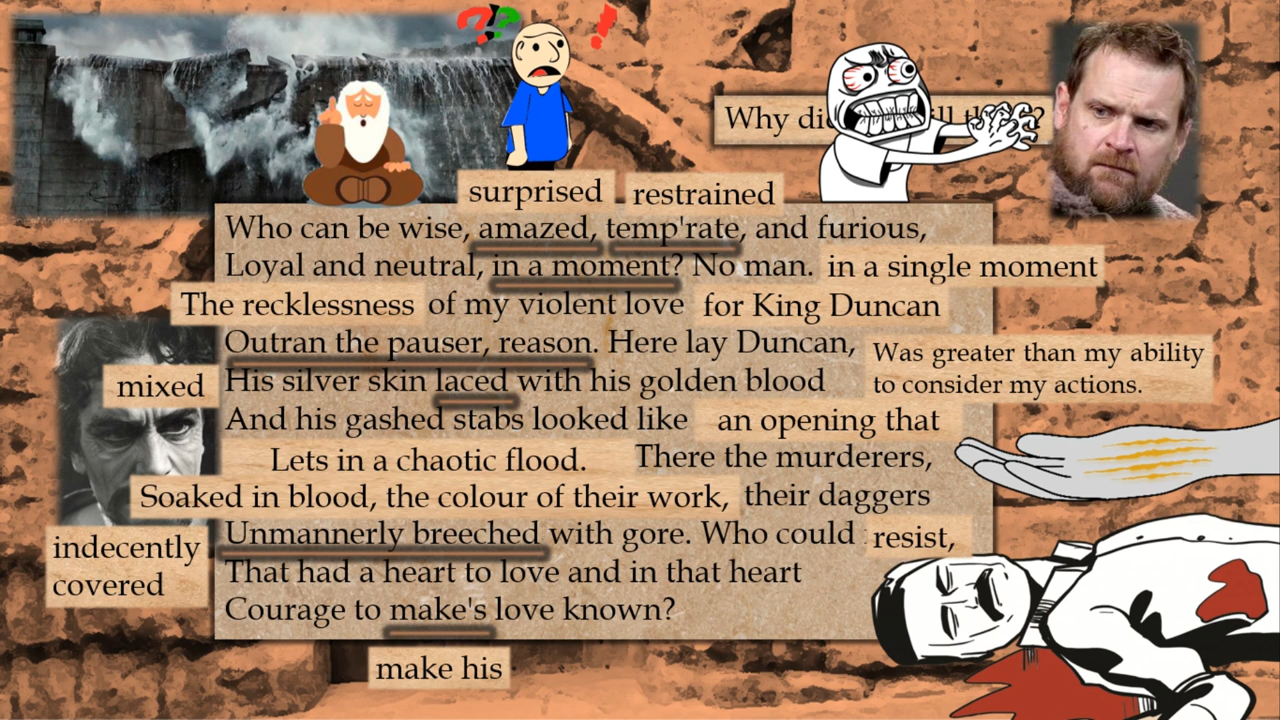 ??? !
Why di ll t ?
surprised restrained
Who can be wise, amazed, temp'rate, and furious,
Loyal and neutral, in a moment? No man. in a single moment
The recklessness of my violent love for King Duncan
Outran the pauser, reason. Here lay Duncan,
Was greater than my ability
to consider my actions.
mixed His silver skin laced with his golden blood
And his gashed stabs looked like an opening that
Lets in a chaotic flood. There the murderers,
Soaked in blood, the colour of their work, their daggers
Unmannerly breeched with gore. Who could resist,
indecently
covered
That had a heart to love and in that heart
Courage to make's love known?
make his